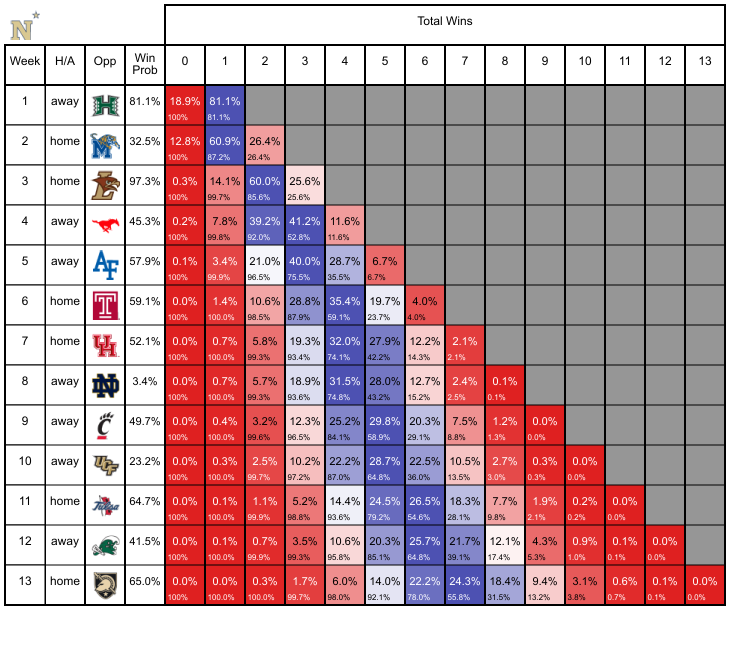 N
Total Wins
Week H/A Opp Win Prob 0 1 2 3 4 5 6 7 8 9 10 11 12 13
1 away H 81.1% 18.9% 81.1%
100% 81.1%
2 home M 32.5% 12.8% 60.9% 26.4%
100% 87.2% 26.4%
3 home L 97.3% 0.3% 14.1% 60.0% 25.6%
100% 99.7% 85.6% 25.6%
4 away 45.3% 0.2% 7.8% 39.2% 41.2% 11.6%
100% 99.8% 92.0% 52.8% 11.6%
5 away AF 57.9% 0.1% 3.4% 21.0% 40.0% 28.7% 6.7%
100% 99.9% 96.5% 75.5% 35.5% 6.7%
6 home T 59.1% 0.0% 1.4% 10.6% 28.8% 35.4% 19.7% 4.0%
100% 100.0% 98.5% 87.9% 59.1% 23.7% 4.0%
7 home UH 52.1% 0.0% 0.7% 5.8% 19.3% 32.0% 27.9% 12.2% 2.1%
100% 100.0% 99.3% 93.4% 74.1% 42.2% 14.3% 2.1%
8 away ND 3.4% 0.0% 0.7% 5.7% 18.9% 31.5% 28.0% 12.7% 2.4% 0.1%
100% 100.0% 99.3% 93.6% 74.8% 43.2% 15.2% 2.5% 0.1%
9 away C 49.7% 0.0% 0.4% 3.2% 12.3% 25.2% 29.8% 20.3% 7.5% 1.2% 0.0%
100% 100.0% 99.6% 96.5% 84.1% 58.9% 29.1% 8.8% 1.3% 0.0%
10 away UCF 23.2% 0.0% 0.3% 2.5% 10.2% 22.2% 28.7% 22.5% 10.5% 2.7% 0.3% 0.0%
100% 100.0% 99.7% 97.2% 87.0% 64.8% 36.0% 13.5% 3.0% 0.3% 0.0%
11 home Tulsa 64.7% 0.0% 0.1% 1.1% 5.2% 14.4% 24.5% 26.5% 18.3% 7.7% 1.9% 0.2% 0.0%
100% 100.0% 99.9% 98.8% 93.6% 79.2% 54.6% 28.1% 9.8% 2.1% 0.2% 0.0%
12 away 41.5% 0.0% 0.1% 0.7% 3.5% 10.6% 20.3% 25.7% 21.7% 12.1% 4.3% 0.9% 0.1% 0.0%
100% 100.0% 99.9% 99.3% 95.8% 85.1% 64.8% 39.1% 17.4% 5.3% 1.0% 0.1% 0.0%
13 home 65.0% 0.0% 0.0% 0.3% 1.7% 6.0% 14.0% 22.2% 24.3% 18.4% 9.4% 3.1% 0.6% 0.1% 0.0%
100% 100.0% 100.0% 99.7% 98.0% 92.1% 78.0% 55.8% 31.5% 13.2% 3.8% 0.7% 0.1% 0.0%